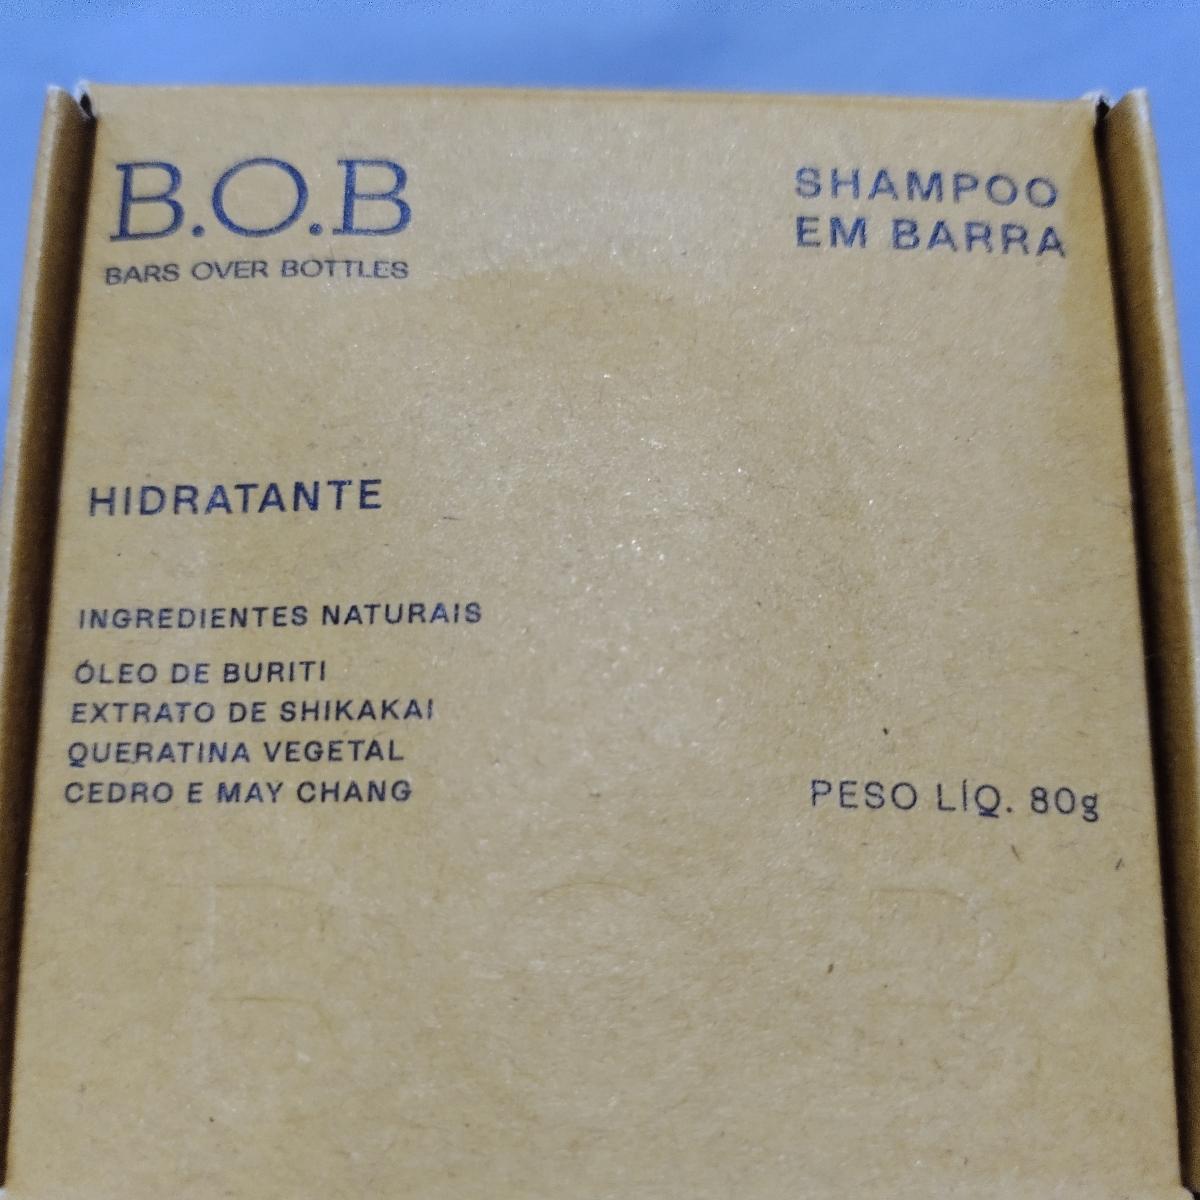 B.O.B
BARS OVER BOTTLES
SHAMPOO
EM BARRA
HIDRATANTE
INGREDIENTES NATURAIS
ÓLEO DE BURITI
EXTRATO DE SHIKAKAI
QUERATINA VEGETAL
CEDRO E MAY CHANG
PESO LÍQ. 80g
B O B